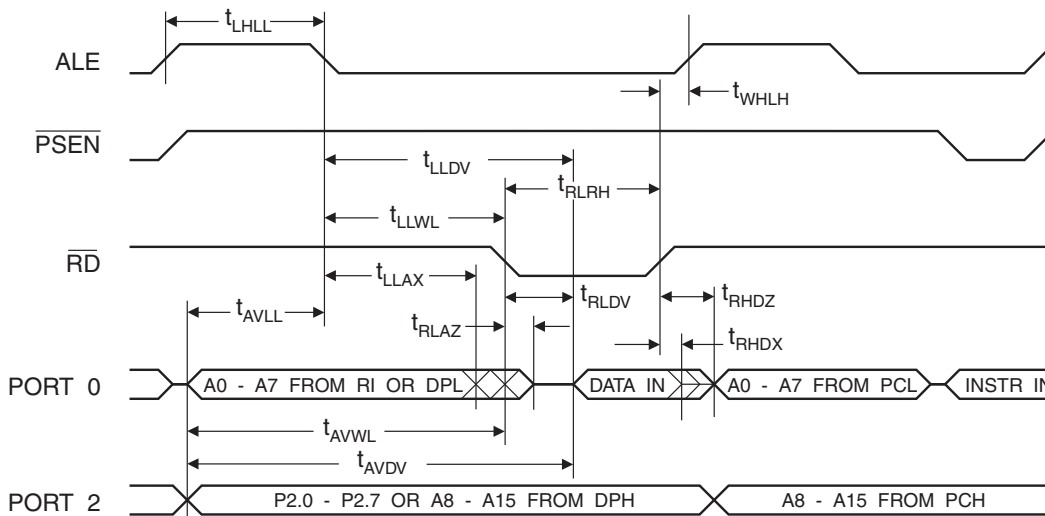 tLHLL
ALE
tWHLH
PSEN
tLLDV
tRLRH
tLLWL
RD
tLLAX
tRLDV
tRHDZ
tAVLL
tRLAZ
tRHDX
PORT 0
A0 - A7 FROM RI OR DPL
DATA IN
A0 - A7 FROM PCL
INSTR IN
tAVWL
tAVDV
PORT 2
P2.0 - P2.7 OR A8 - A15 FROM DPH
A8 - A15 FROM PCH